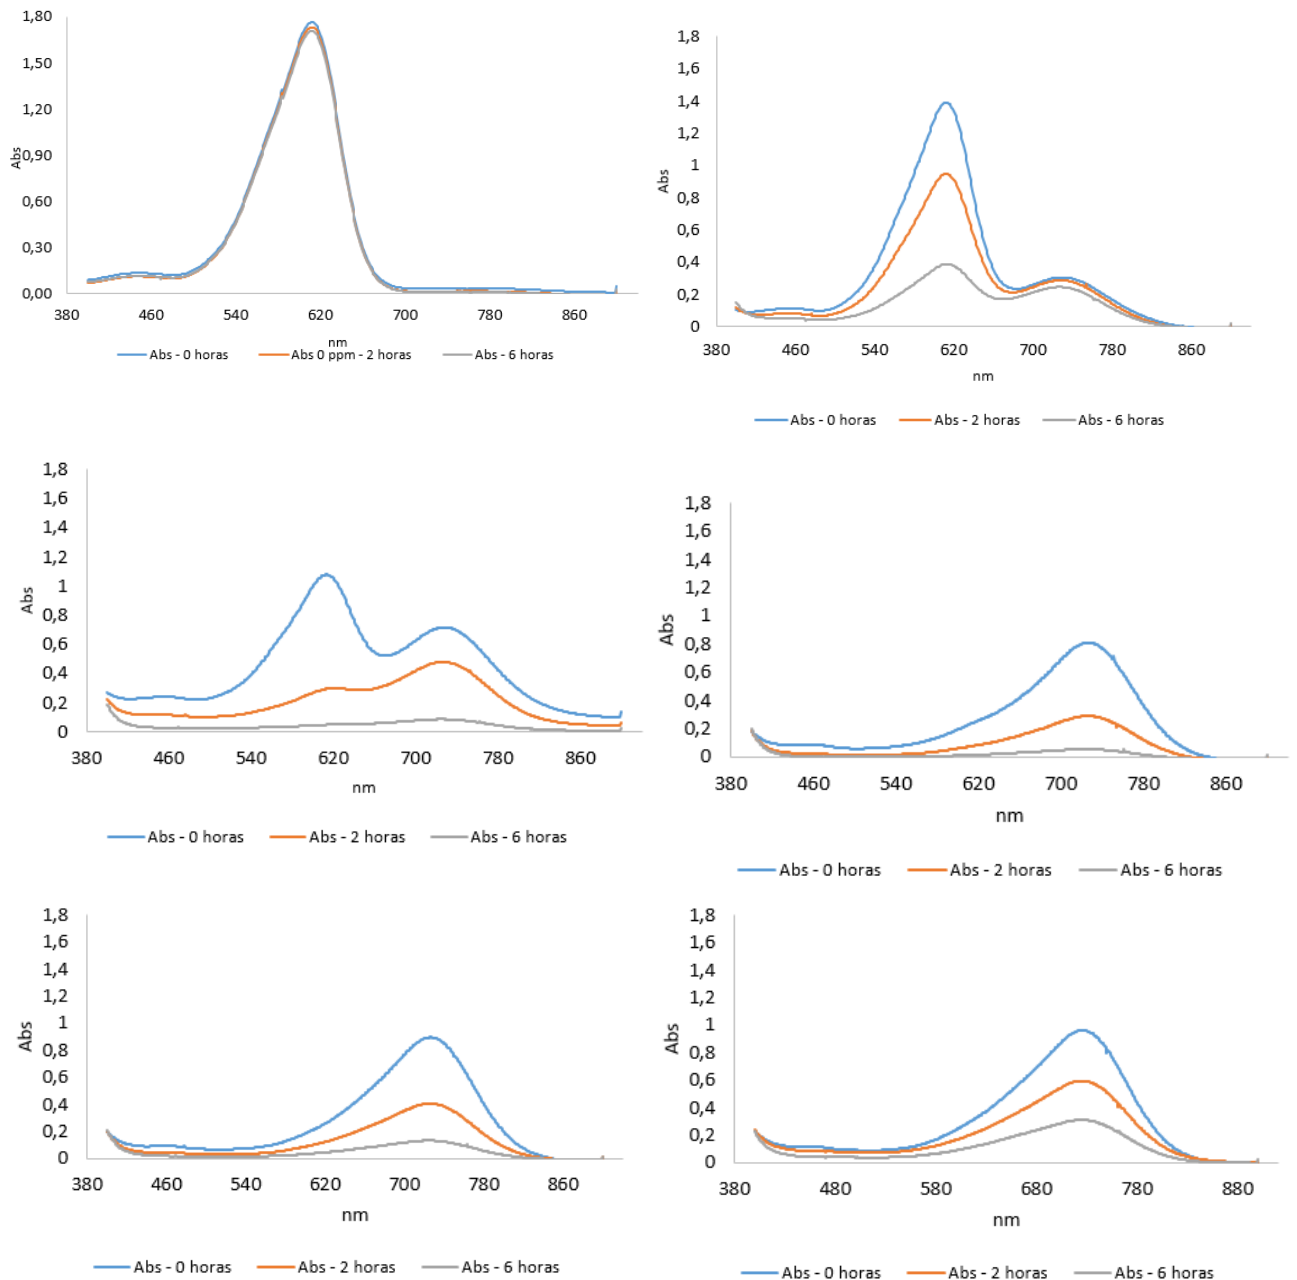 1,80
1,50
1,20
0,90
0,60
0,30
0,00
Abs
380 460 540 620 700 780 860
nm
Abs - 0 horas Abs 0 ppm - 2 horas Abs - 6 horas
1,8
1,6
1,4
1,2
1
0,8
0,6
0,4
0,2
0
Abs
380 460 540 620 700 780 860
nm
Abs - 0 horas Abs - 2 horas Abs - 6 horas
1,8
1,6
1,4
1,2
1
0,8
0,6
0,4
0,2
0
Abs
380 460 540 620 700 780 860
nm
Abs - 0 horas Abs - 2 horas Abs - 6 horas
1,8
1,6
1,4
1,2
1
0,8
0,6
0,4
0,2
0
Abs
380 460 540 620 700 780 860
nm
Abs - 0 horas Abs - 2 horas Abs - 6 horas
1,8
1,6
1,4
1,2
1
0,8
0,6
0,4
0,2
0
Abs
380 460 540 620 700 780 860
nm
Abs - 0 horas Abs - 2 horas Abs - 6 horas
1,8
1,6
1,4
1,2
1
0,8
0,6
0,4
0,2
0
Abs
380 480 580 680 780 880
nm
Abs - 0 horas Abs - 2 horas Abs - 6 horas